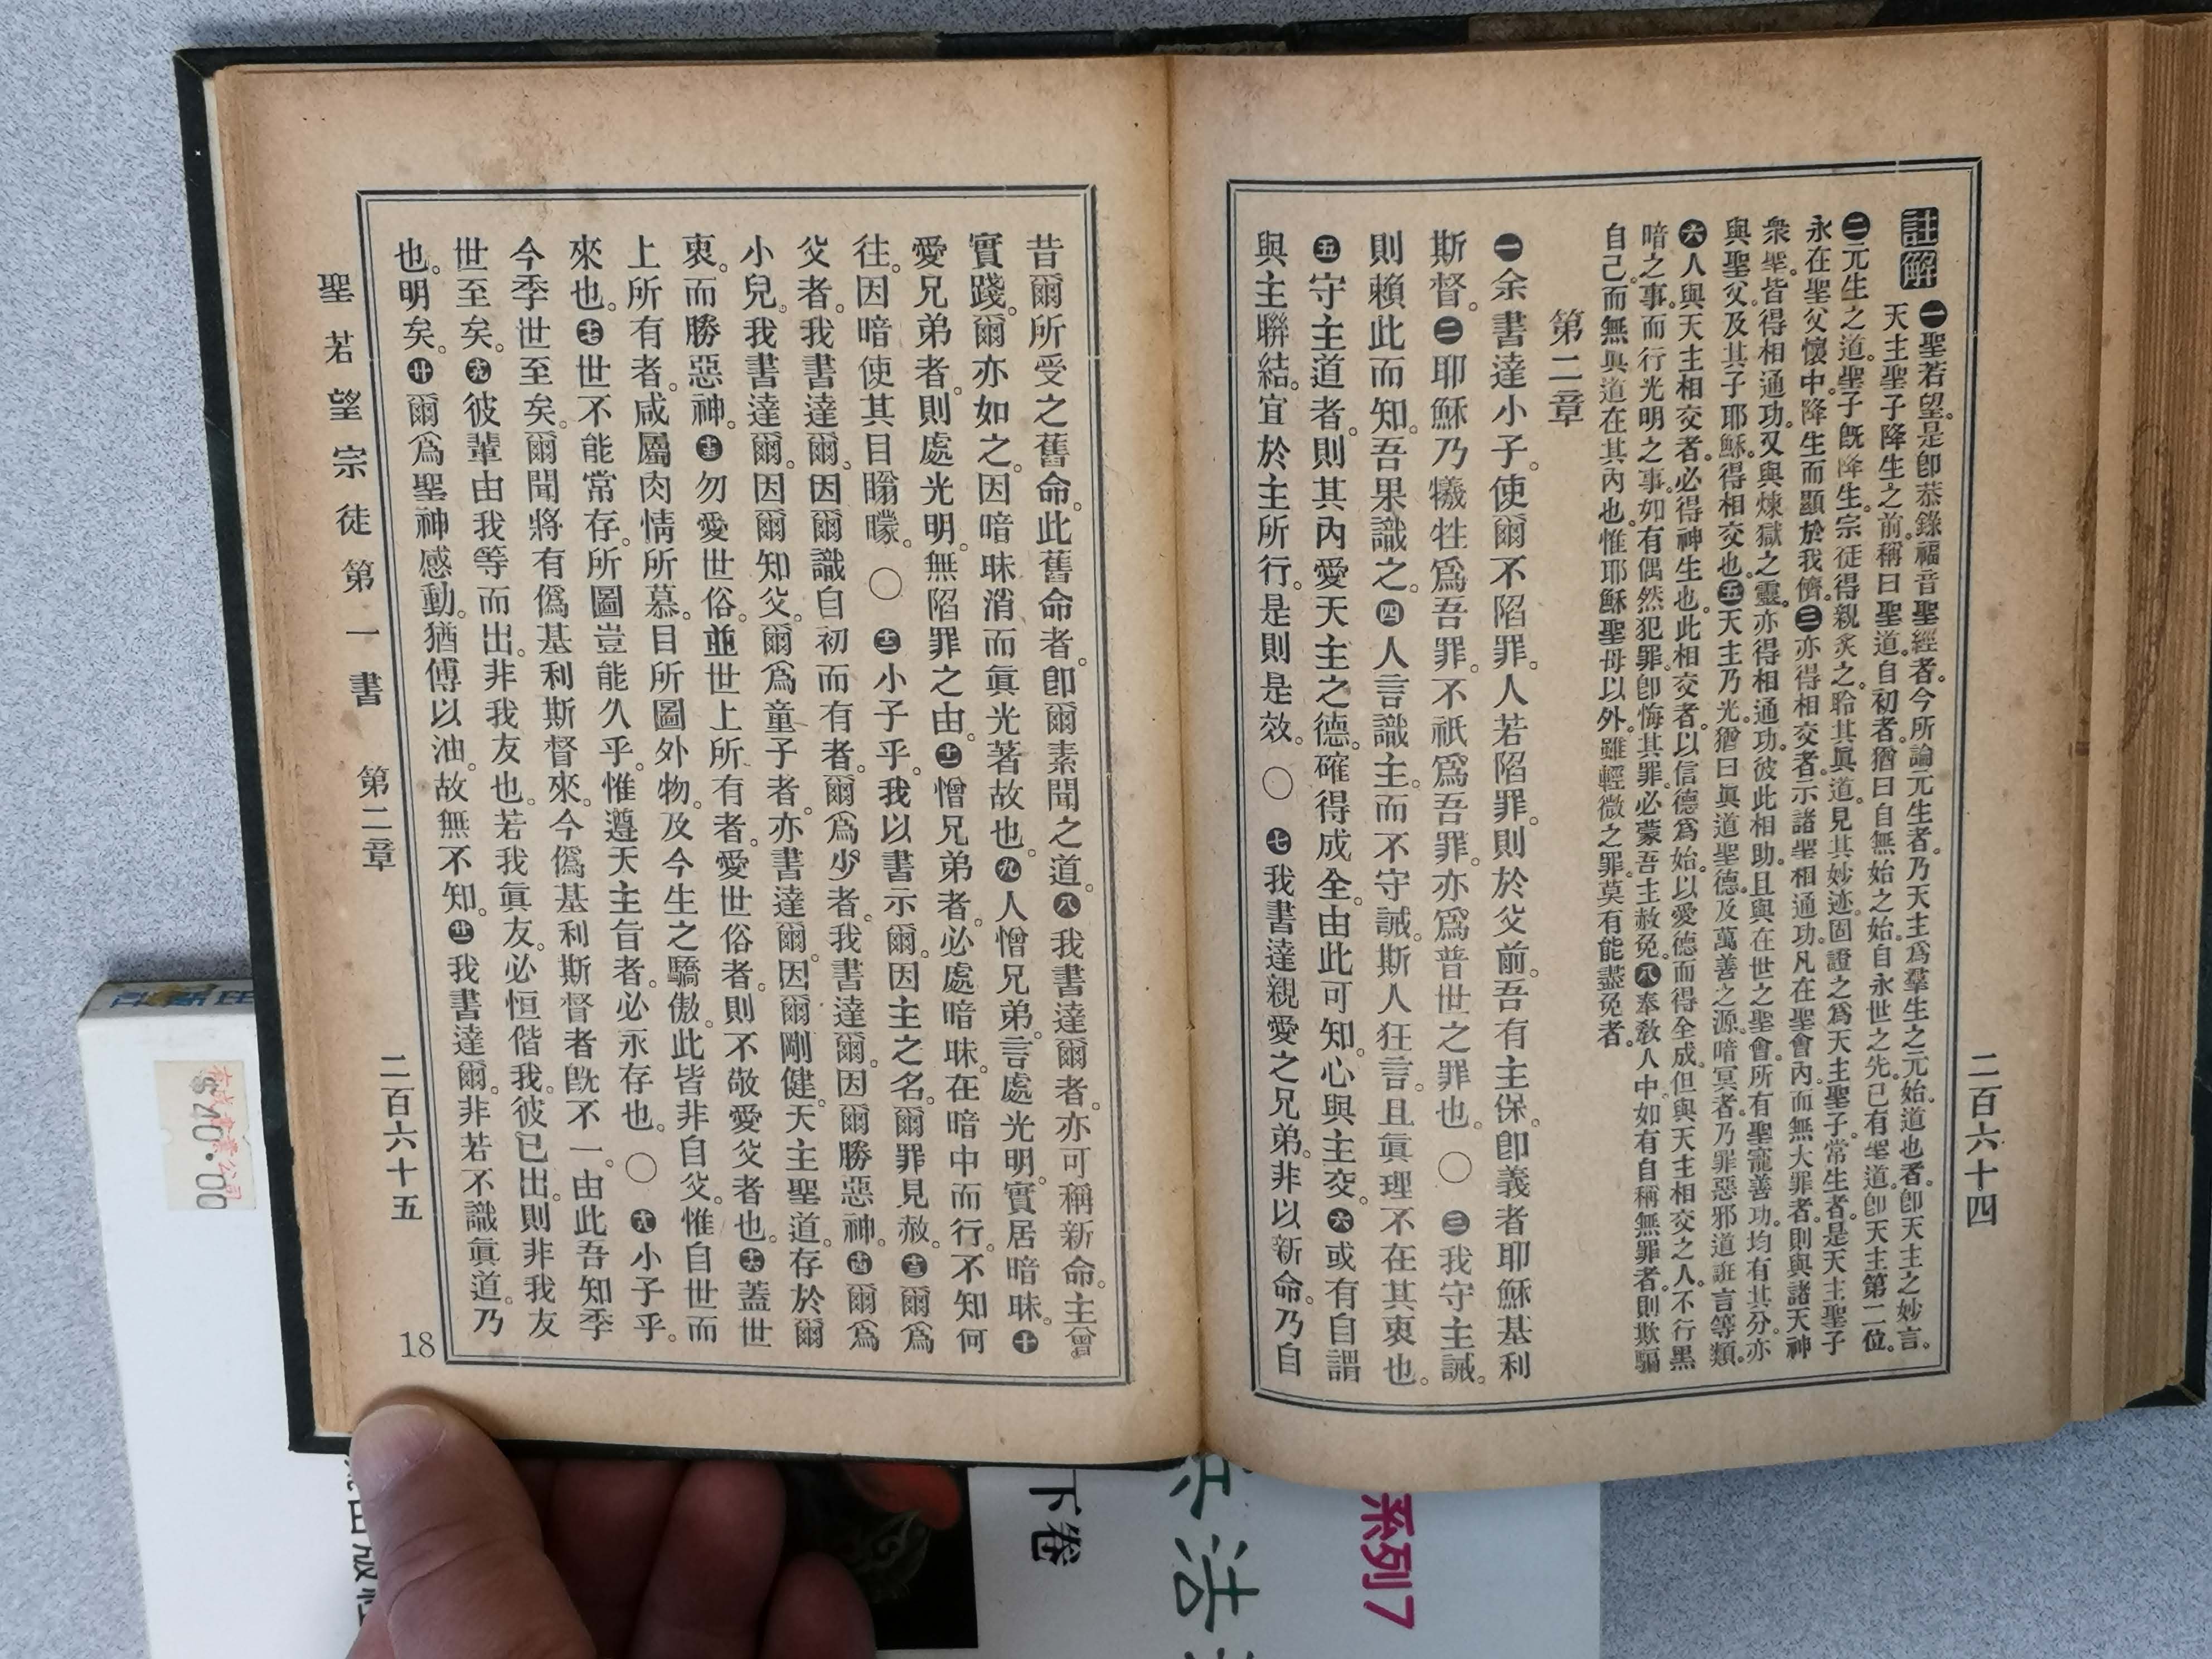 註解
一聖若望。是卽恭錄福音聖經者。今所論元生者。乃天主爲羣生之元始。道也者。卽天主之妙言。
天主聖子降生之前。稱曰聖道。自初者。猶曰自無始之始。自永世之先。已有聖道。卽天主第二位。
二元生之道。聖子旣降生。宗徒得親炙之。聆其眞道。見其妙迹。固證之爲天主聖子。常生者。是天主聖子
永在聖父懷中。降生而顯於我儕。三亦得相交者。示諸聖相通功。凡在聖會內。而無大罪者。則與諸天神
衆聖。皆得相通功。又與煉獄之靈。亦得相通功。彼此相助。且與在世之聖會。所有聖寵善功。均有其分。亦
與聖父。及其子耶穌。得相交也。五天主乃光。猶曰眞道聖德。及萬善之源。暗冥者。乃罪惡邪道誑言等類。
六人與天主相交者。必得神生也。此相交者。以信德爲始。以愛德而得全成。但與天主相交之人。不行黑
暗之事。而行光明之事。如有偶然犯罪。卽悔其罪。必蒙吾主赦免。八奉敎人中。如有自稱無罪者。則欺騙
自己。而無眞道在其內也。惟耶穌聖母以外。雖輕微之罪。莫有能盡免者。
第二章
一余書達小子。使爾不陷罪。人若陷罪。則於父前。吾有主保。卽義者耶穌基利
斯督。二耶穌乃犧牲爲吾罪。不祇爲吾罪。亦爲普世之罪也。〇三我守主誡。
則賴此而知。吾果識之。四人言識主。而不守誡。斯人狂言。且眞理不在其衷也。
五守主道者。則其內愛天主之德。確得成全。由此可知。心與主交。六或有自謂
與主聯結。宜於主所行。是則是效。〇七我書達親愛之兄弟。非以新命。乃自
二百六十四
昔爾所受之舊命。此舊命者。卽爾素聞之道。八我書達爾者。亦可稱新命。主曾
實踐。爾亦如之。因暗昧消而眞光著故也。九人憎兄弟。言處光明。實居暗昧。十
愛兄弟者。則處光明。無陷罪之由。十一憎兄弟者。必處暗昧。在暗中而行。不知何
往。因暗使其目矊矇。〇十二小子乎。我以書示爾。因主之名。爾罪見赦。十三爾爲
父者。我書達爾。因爾識自初而有者。爾爲少者。我書達爾。因爾勝惡神。十四爾爲
小兒。我書達爾。因爾知父。爾爲童子者。亦書達爾。因爾剛健。天主聖道。存於爾
衷。而勝惡神。十五勿愛世俗。並世上所有者。愛世俗者。則不敬愛父者也。十六蓋世
上所有者。咸屬肉情所慕。目所圖外物。及今生之驕傲。此皆非自父。惟自世而
來也。十七世不能常存。所圖豈能久乎。惟遵天主旨者。必永存也。〇十八小子乎。
今季世至矣。爾聞將有僞基利斯督來。今僞基利斯督者旣不一。由此吾知季
世至矣。十九彼輩由我等而出。非我友也。若我眞友。必恒偕我。彼已出。則非我友
也。明矣。廿爾爲聖神感動。猶傅以油。故無不知。廿一我書達爾。非若不識眞道。乃
聖若望宗徒第一書 第二章 二百六十五
18
本城書業公司
$40.00
系列7
活
下卷